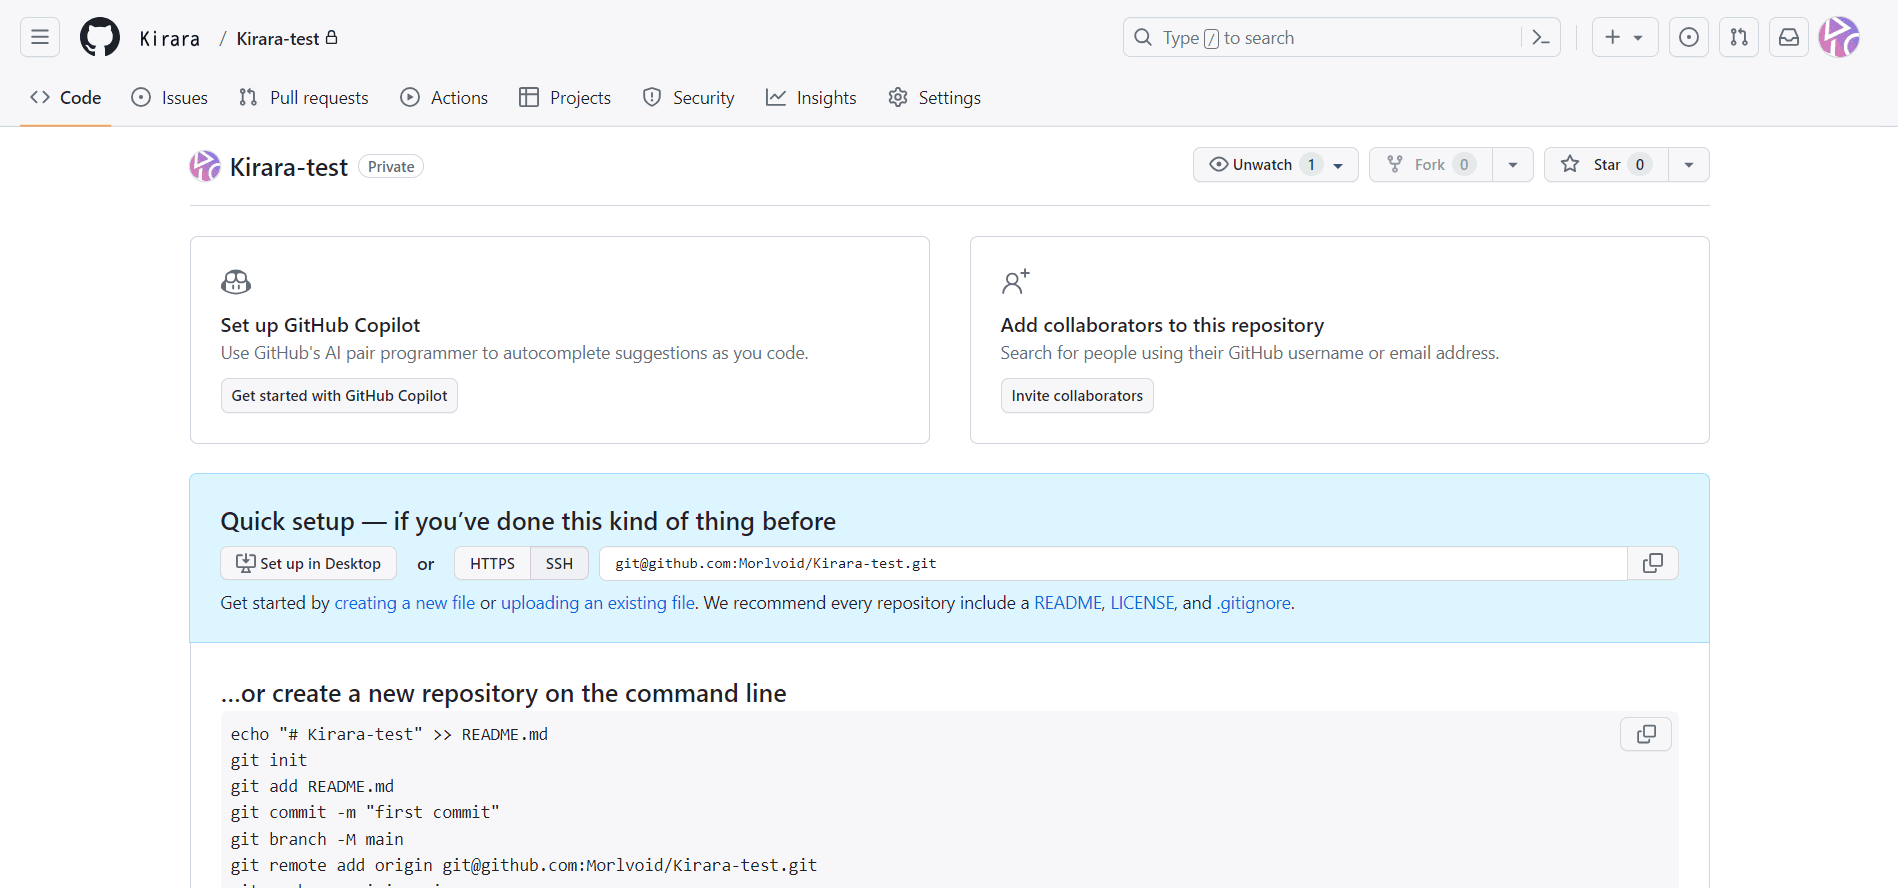 Kirara / Kirara-test
Type / to search
Code Issues Pull requests Actions Projects Security Insights Settings
Kirara-test Private
Unwatch 1 Fork 0 Star 0
Set up GitHub Copilot
Use GitHub's AI pair programmer to autocomplete suggestions as you code.
Get started with GitHub Copilot
Add collaborators to this repository
Search for people using their GitHub username or email address.
Invite collaborators
Quick setup — if you’ve done this kind of thing before
Set up in Desktop or HTTPS SSH git@github.com:Morlvoid/Kirara-test.git
Get started by creating a new file or uploading an existing file. We recommend every repository include a README, LICENSE, and .gitignore.
…or create a new repository on the command line
echo "# Kirara-test" >> README.md
git init
git add README.md
git commit -m "first commit"
git branch -M main
git remote add origin git@github.com:Morlvoid/Kirara-test.git